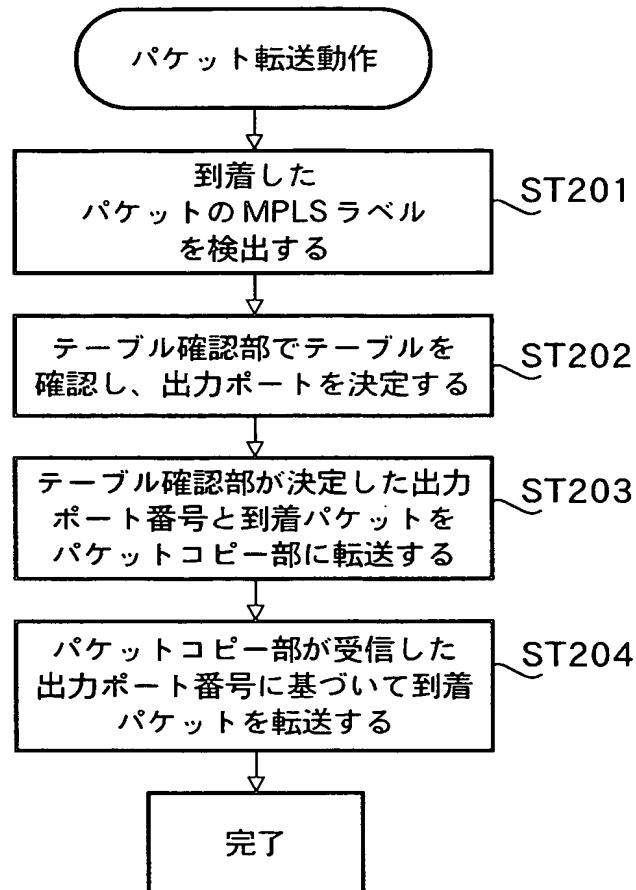 パケット転送動作
到着した
パケットのMPLSラベル
を検出する
ST201
テーブル確認部でテーブルを
確認し、出力ポートを決定する
ST202
テーブル確認部が決定した出力
ポート番号と到着パケットを
パケットコピー部に転送する
ST203
パケットコピー部が受信した
出力ポート番号に基づいて到着
パケットを転送する
ST204
完了